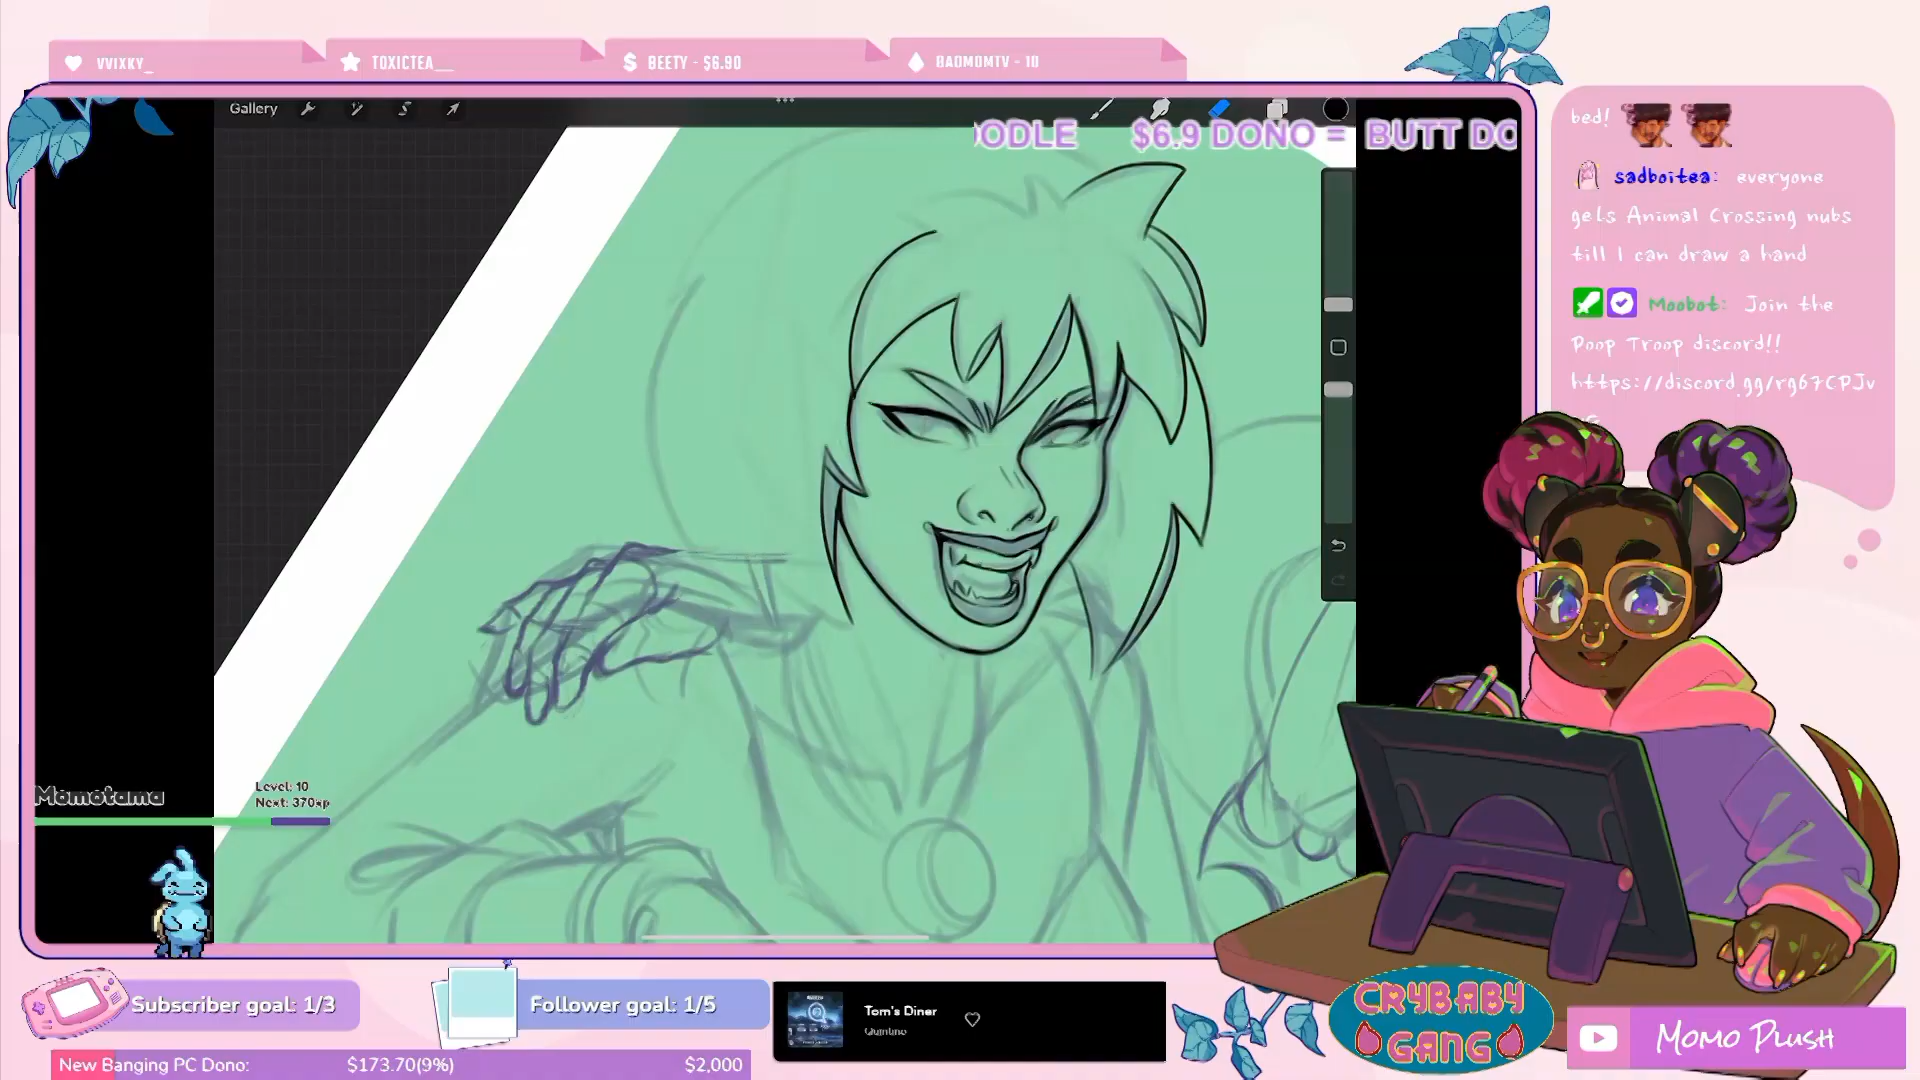 VVIXKY_
TOXICTEA__
BEETY - $6.90
BADMOMTV - 10
Gallery
S
ODLE $6.9 DONO = BUTT DO
bed!
sadboitea: everyone
gets Animal Crossing nubs
till I can draw a hand
Moobot: Join the
Poop Troop discord!!
https://discord.gg/rg67CPJv
Momotama
Level: 10
Next: 370xp
Subscriber goal: 1/3
Follower goal: 1/5
Tom's Diner
New Banging PC Dono: $173.70(9%) $2,000
CRYBABY
GANG
Momo Plush